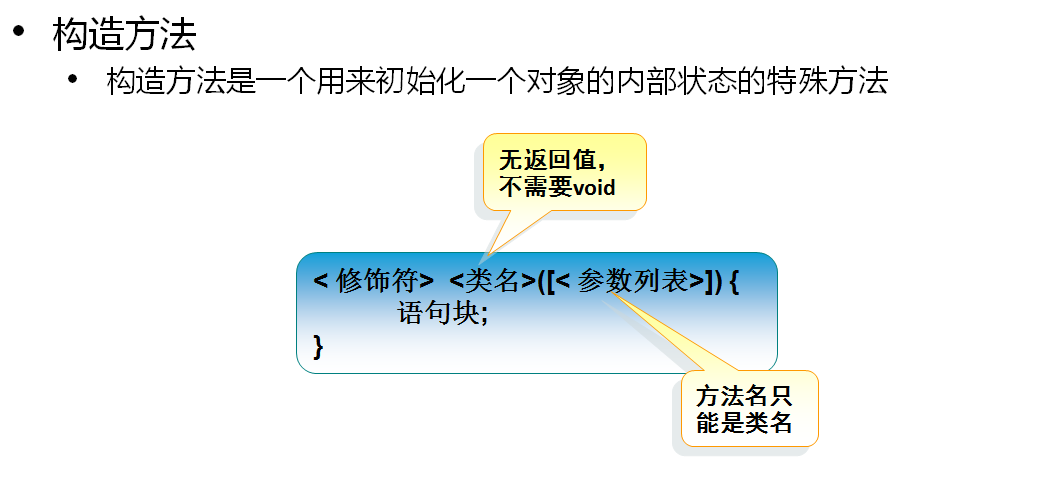 • 构造方法
• 构造方法是一个用来初始化一个对象的内部状态的特殊方法
无返回值，
不需要void
< 修饰符> <类名>([< 参数列表>]) {
语句块;
}
方法名只
能是类名